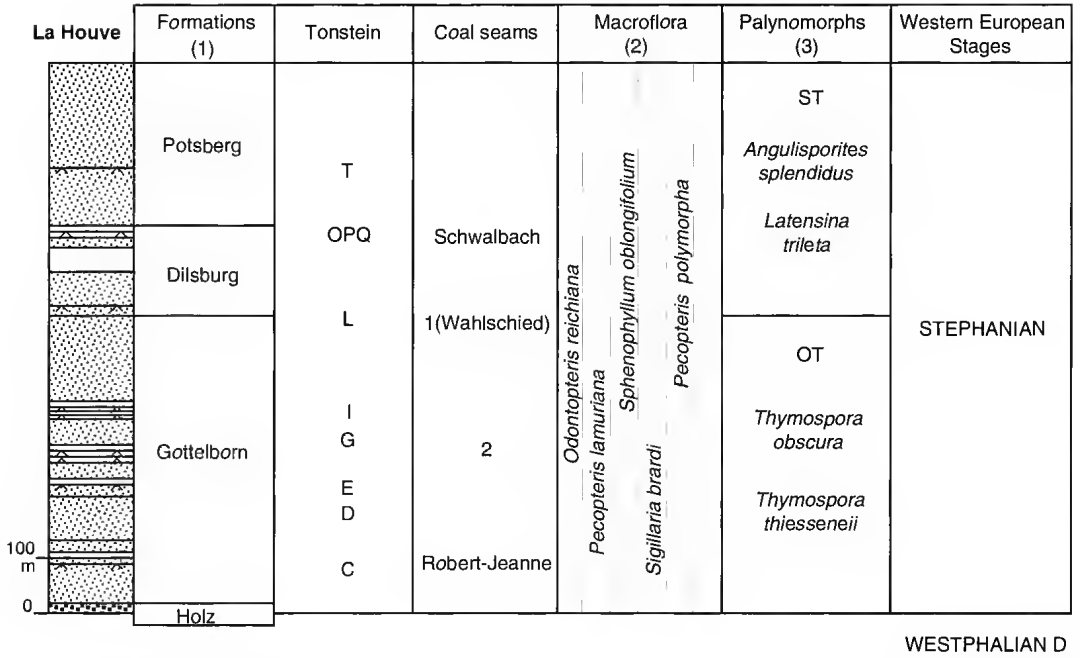 La Houve
Formations
(1)
Tonstein
Coal seams
Macroflora
(2)
Palynomorphs
(3)
Western European
Stages
Potsberg
Dilsburg
Gottelborn
Holz
100
m
0
T
OPQ
L
I
G
E
D
C
Schwalbach
1(Wahlschied)
2
Robert-Jeanne
Odontopteris reichiana
Pecopteris lamuriana
Sphenophyllum oblongifolium
Sigillaria brardi
Pecopteris polymorpha
ST
Angulisporites
splendidus
Latensina
trileta
OT
Thymospora
obscura
Thymospora
thiesseneii
STEPHANIAN
WESTPHALIAN D